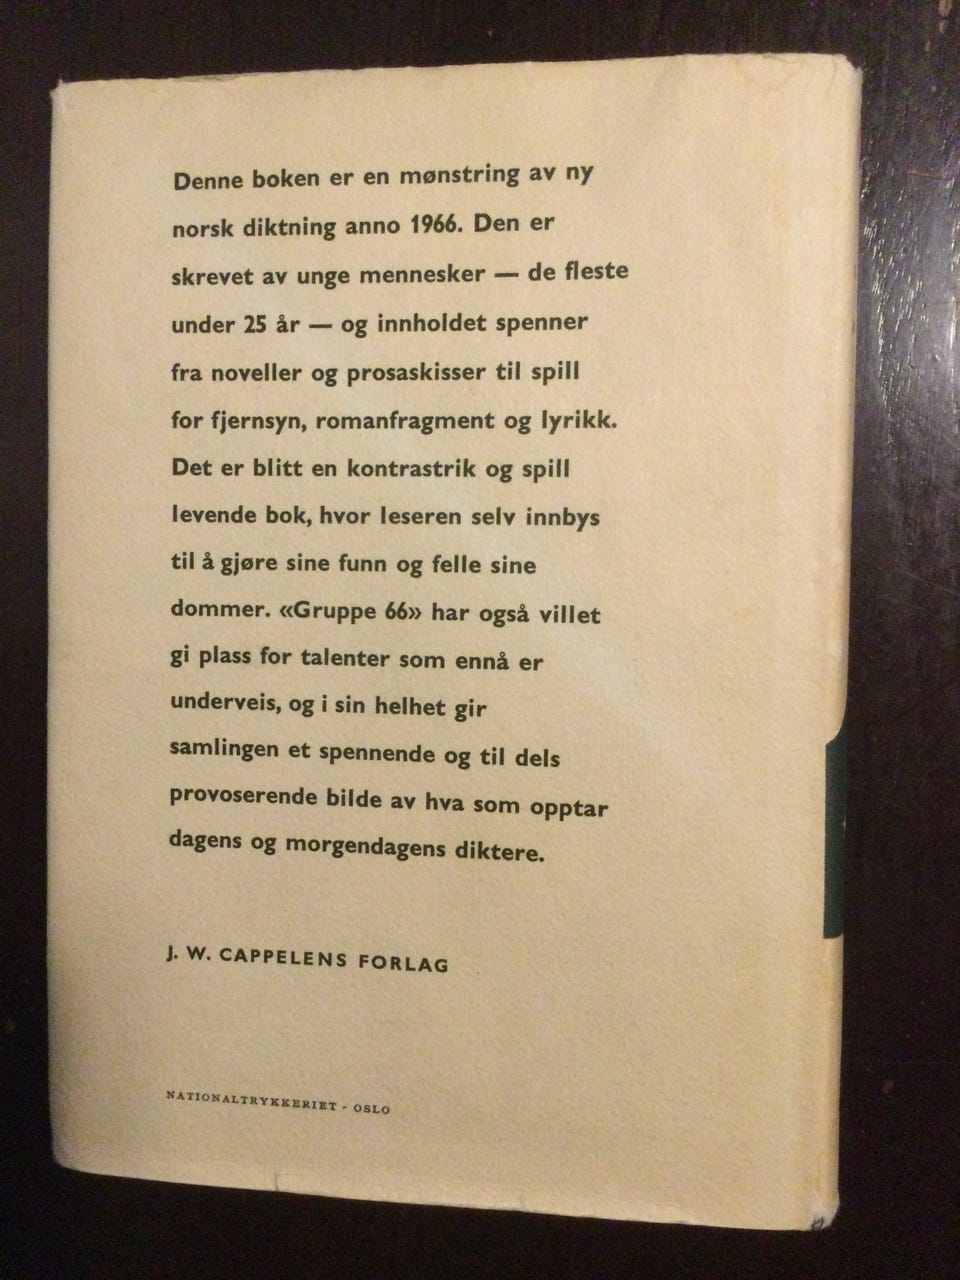 Denne boken er en mønstring av ny
norsk diktning anno 1966. Den er
skrevet av unge mennesker — de fleste
under 25 år — og innholdet spenner
fra noveller og prosaskisser til spill
for fjernsyn, romanfragment og lyrikk.
Det er blitt en kontrastrik og spill
levende bok, hvor leseren selv innbys
til å gjøre sine funn og felle sine
dommer. «Gruppe 66» har også villet
gi plass for talenter som ennå er
underveis, og i sin helhet gir
samlingen et spennende og til dels
provoserende bilde av hva som opptar
dagens og morgendagens diktere.
J. W. CAPPELENS FORLAG
NATIONALTRYKKERIET - OSLO